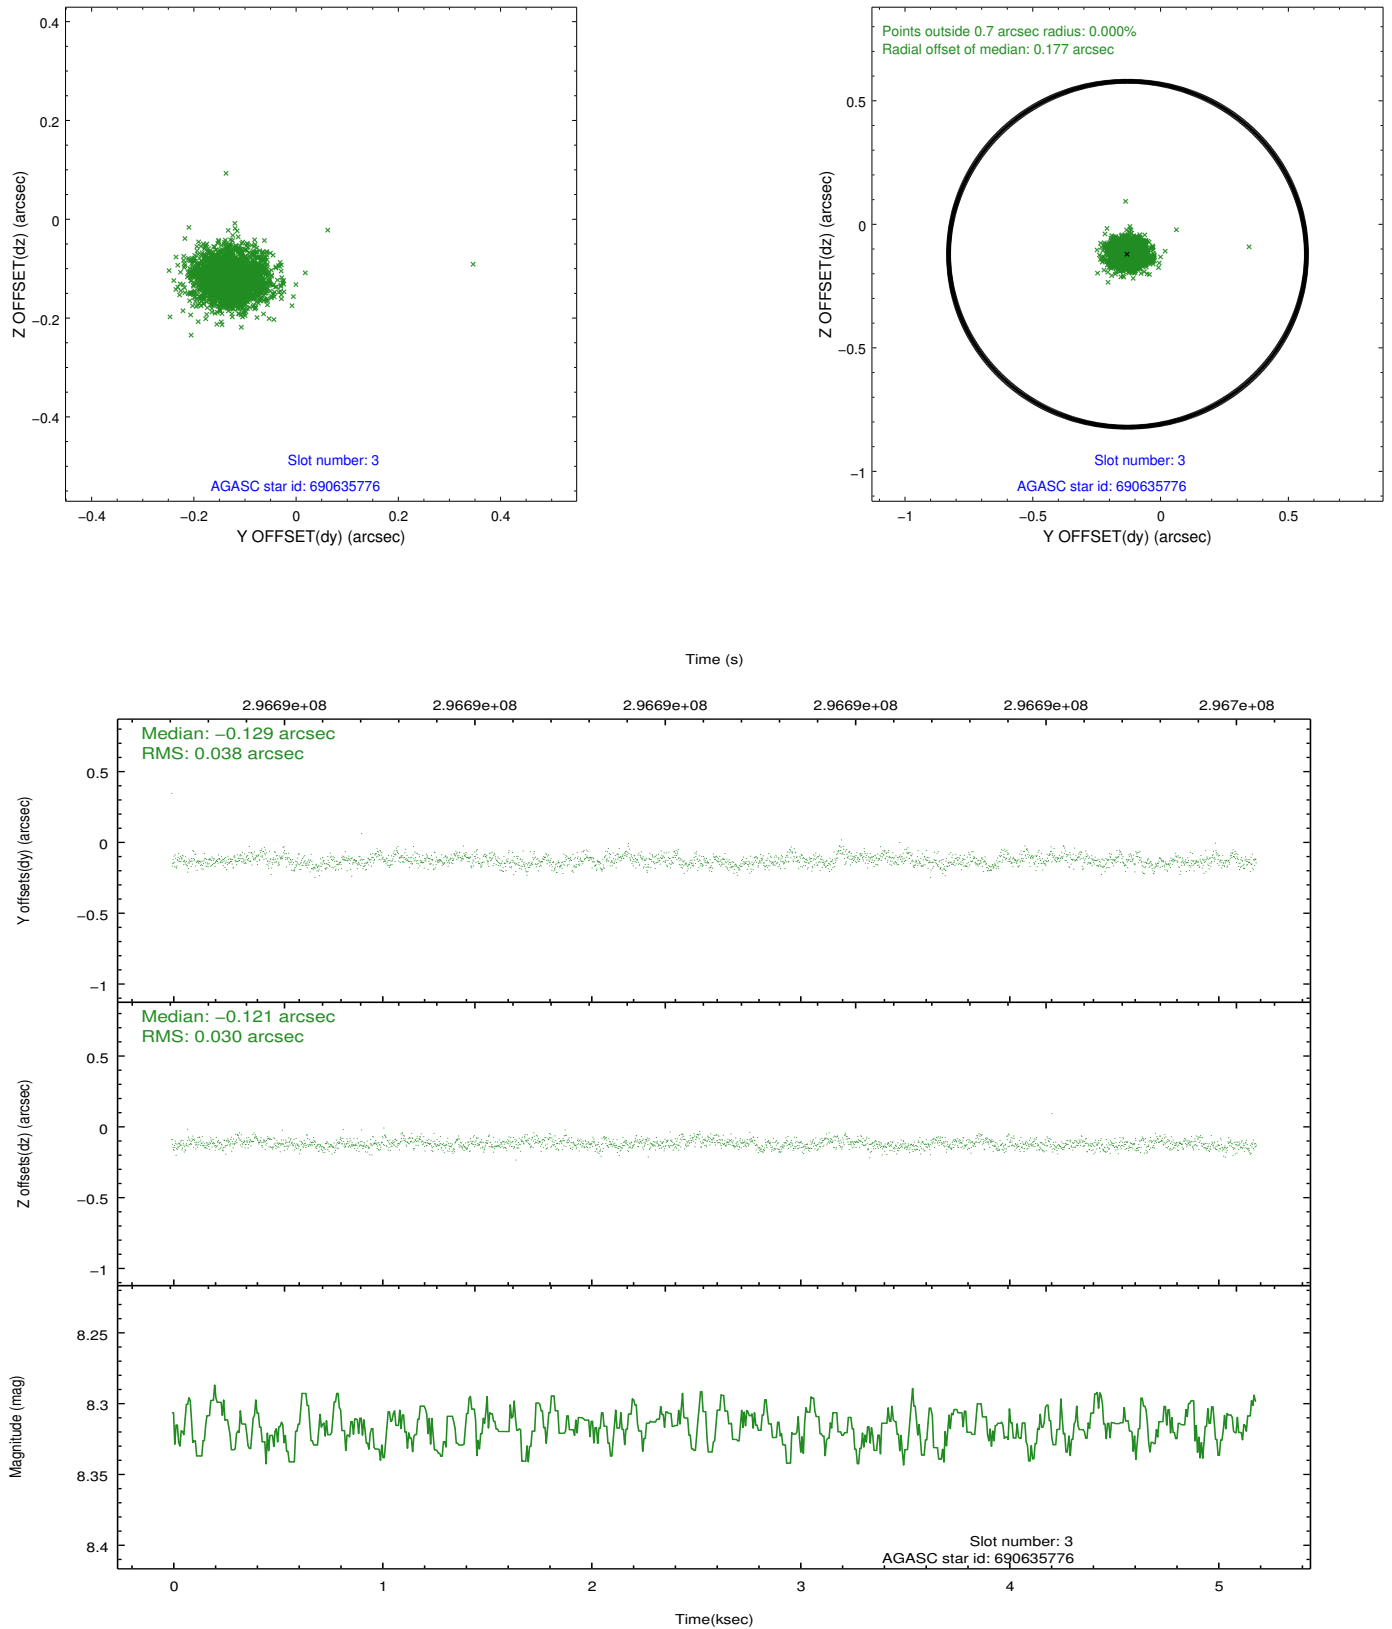 0.4
0.2
0
−0.2
−0.4
Z OFFSET(dz) (arcsec)
Slot number: 3
AGASC star id: 690635776
−0.4
−0.2
0
0.2
0.4
Y OFFSET(dy) (arcsec)
Points outside 0.7 arcsec radius: 0.000%
Radial offset of median: 0.177 arcsec
0.5
0
−0.5
−1
Z OFFSET(dz) (arcsec)
Slot number: 3
AGASC star id: 690635776
−1
−0.5
0
0.5
Y OFFSET(dy) (arcsec)
Time (s)
2.9669e+08
2.9669e+08
2.9669e+08
2.9669e+08
2.9669e+08
2.967e+08
Median: −0.129 arcsec
RMS: 0.038 arcsec
0.5
0
−0.5
−1
Y offsets(dy) (arcsec)
Median: −0.121 arcsec
RMS: 0.030 arcsec
0.5
0
−0.5
−1
Z offsets(dz) (arcsec)
8.25
8.3
8.35
8.4
Magnitude (mag)
Slot number: 3
AGASC star id: 690635776
0
1
2
3
4
5
Time(ksec)